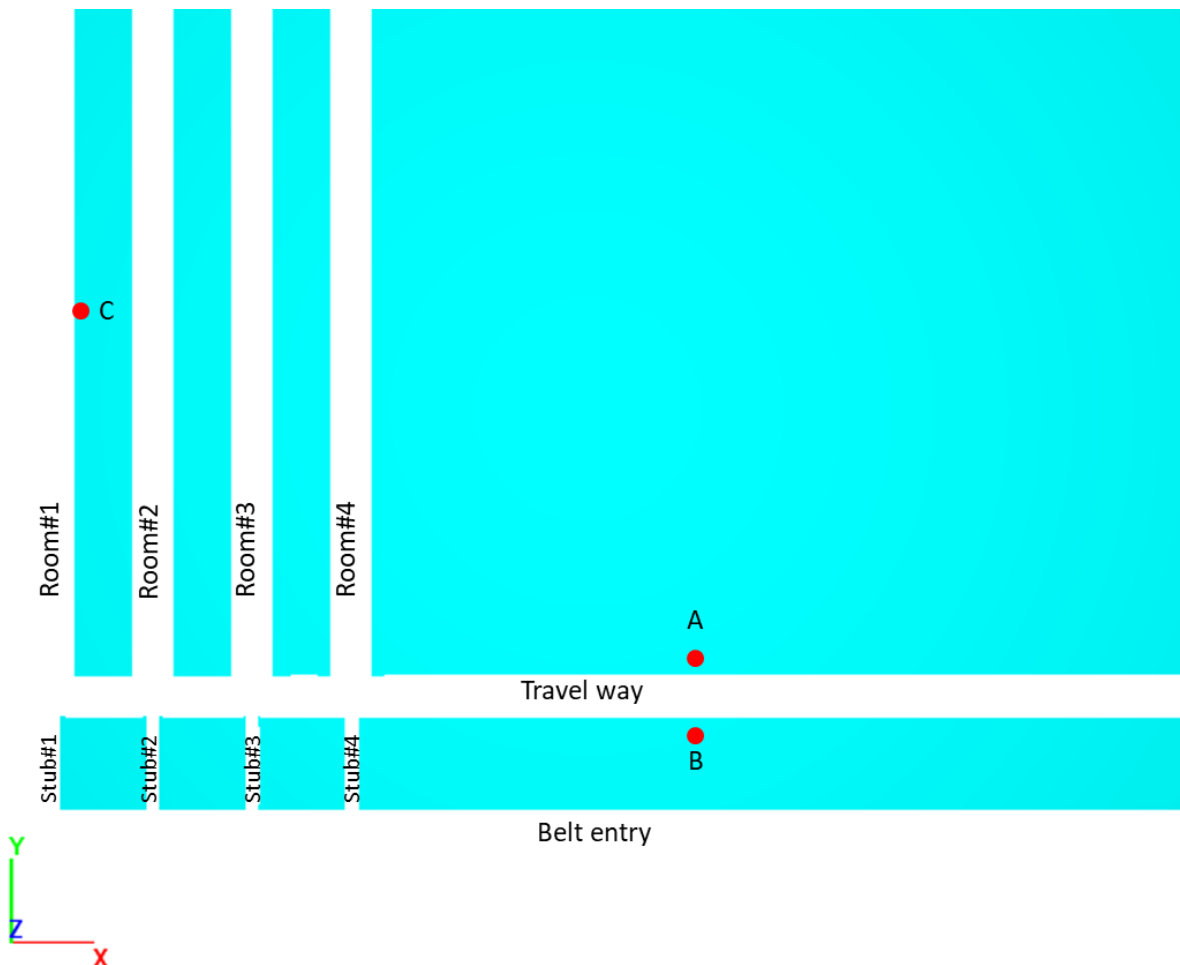 C
Room#1
Room#2
Room#3
Room#4
A
Travel way
Stub#1
Stub#2
Stub#3
Stub#4
B
Belt entry
Y
Z
X